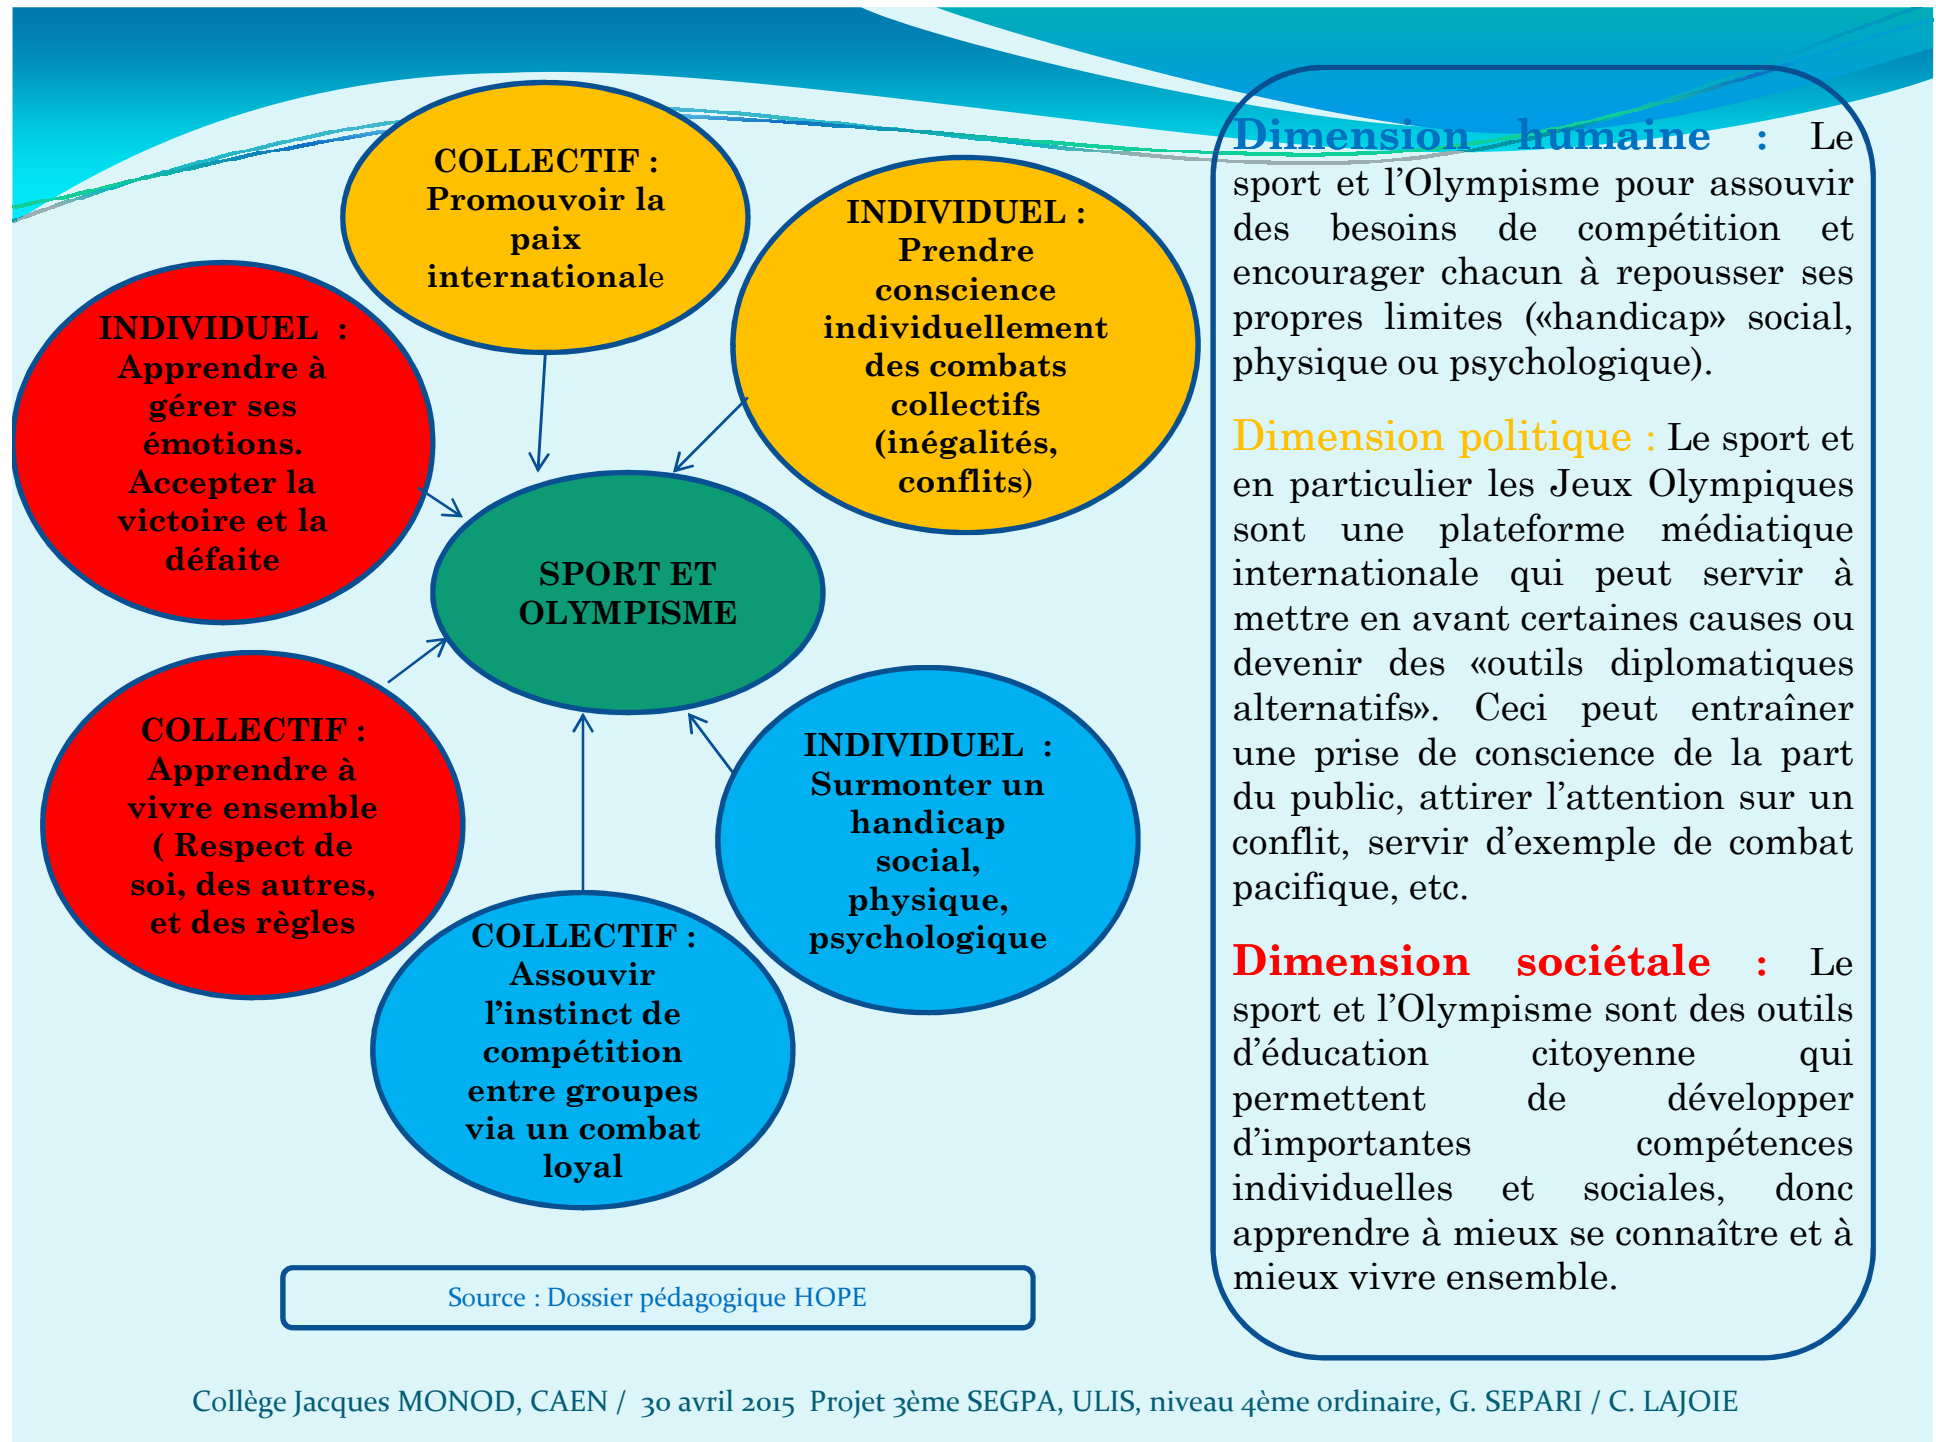 COLLECTIF :
Promouvoir la
paix
internationale
INDIVIDUEL :
Prendre
conscience
individuellement
des combats
collectifs
(inégalités,
conflits)
INDIVIDUEL :
Apprendre à
gérer ses
émotions.
Accepter la
victoire et la
défaite
SPORT ET
OLYMPISME
COLLECTIF :
Apprendre à
vivre ensemble
( Respect de
soi, des autres,
et des règles
INDIVIDUEL :
Surmonter un
handicap
social,
physique,
psychologique
COLLECTIF :
Assouvir
l’instinct de
compétition
entre groupes
via un combat
loyal
Dimension humaine : Le
sport et l’Olympisme pour assouvir
des besoins de compétition et
encourager chacun à repousser ses
propres limites («handicap» social,
physique ou psychologique).
Dimension politique : Le sport et
en particulier les Jeux Olympiques
sont une plateforme médiatique
internationale qui peut servir à
mettre en avant certaines causes ou
devenir des «outils diplomatiques
alternatifs». Ceci peut entraîner
une prise de conscience de la part
du public, attirer l’attention sur un
conflit, servir d’exemple de combat
pacifique, etc.
Dimension sociétale : Le
sport et l’Olympisme sont des outils
d’éducation citoyenne qui
permettent de développer
d’importantes compétences
individuelles et sociales, donc
apprendre à mieux se connaître et à
mieux vivre ensemble.
Source : Dossier pédagogique HOPE
Collège Jacques MONOD, CAEN / 30 avril 2015 Projet 3ème SEGPA, ULIS, niveau 4ème ordinaire, G. SEPARI / C. LAJOIE